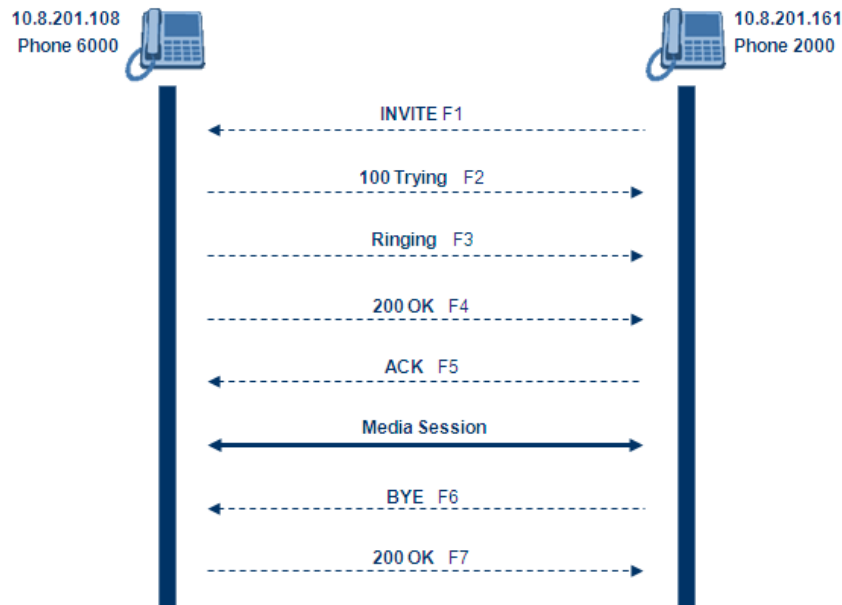 10.8.201.108
Phone 6000
10.8.201.161
Phone 2000
INVITE F1
100 Trying F2
Ringing F3
200 OK F4
ACK F5
Media Session
BYE F6
200 OK F7